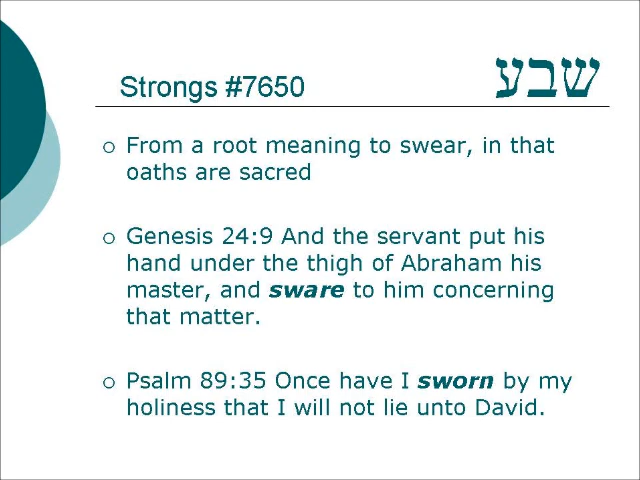 Strongs #7650 שבע
From a root meaning to swear, in that
oaths are sacred
Genesis 24:9 And the servant put his
hand under the thigh of Abraham his
master, and sware to him concerning
that matter.
Psalm 89:35 Once have I sworn by my
holiness that I will not lie unto David.